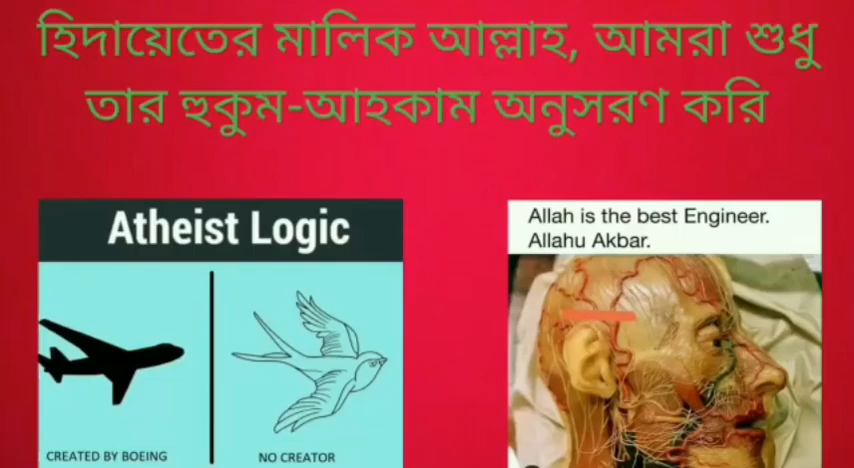 হিদায়েতের মালিক আল্লাহ, আমরা শুধু
তার হুকুম-আহকাম অনুসরণ করি
Atheist Logic
CREATED BY BOEING
NO CREATOR
Allah is the best Engineer.
Allahu Akbar.